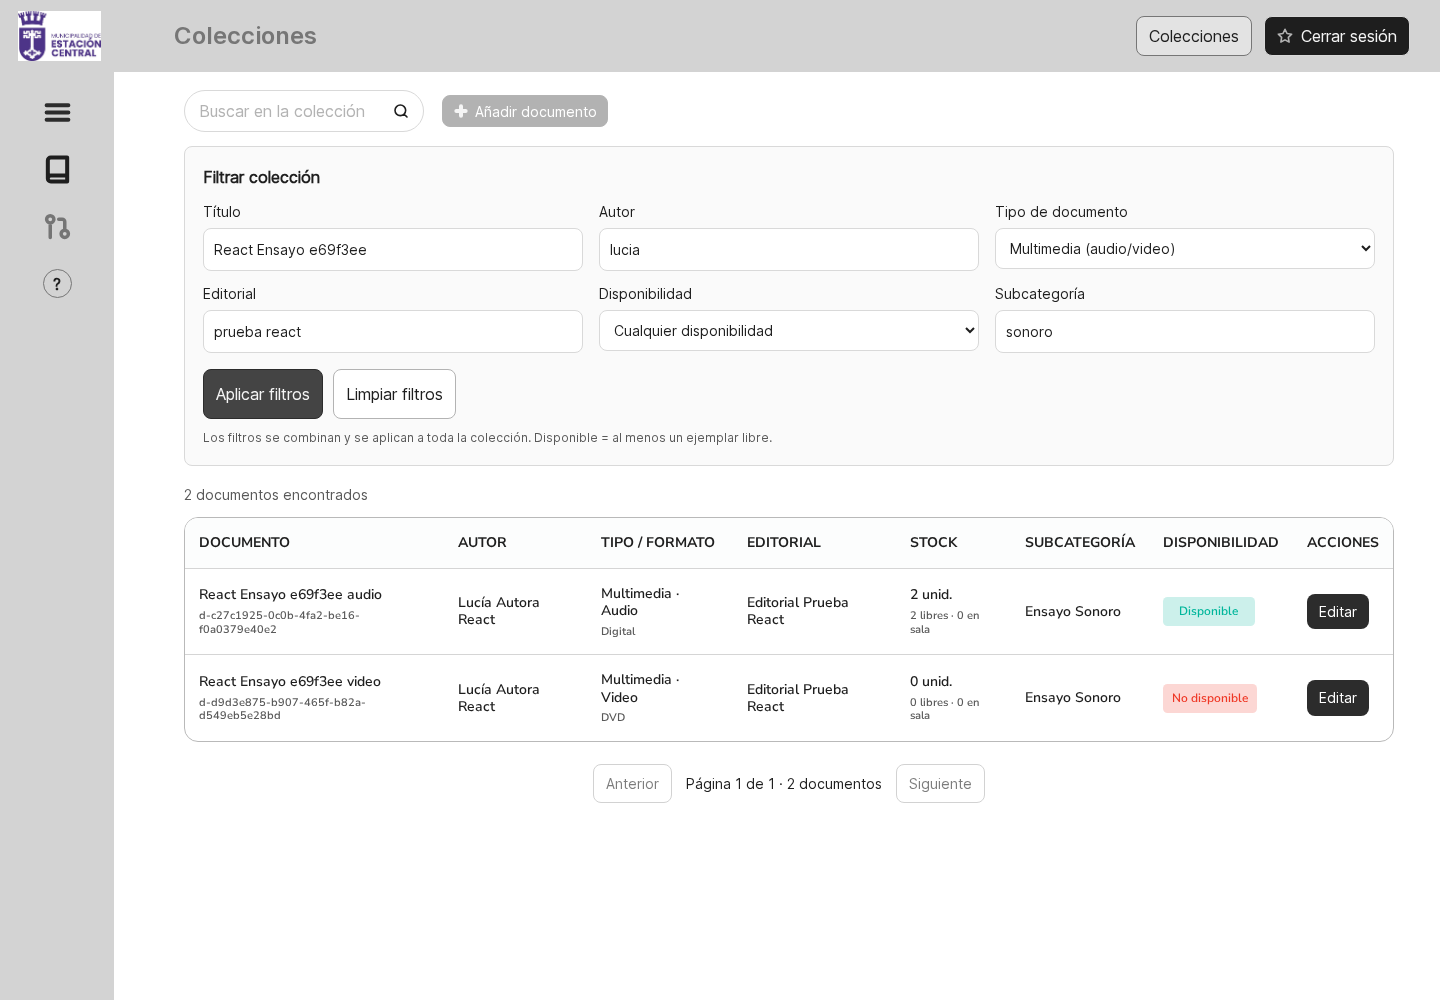 MUNICIPALIDAD DE
ESTACIÓN
CENTRAL
Colecciones
Colecciones
Cerrar sesión
Buscar en la colección
Añadir documento
Filtrar colección
Título
Autor
Tipo de documento
React Ensayo e69f3ee
lucia
Multimedia (audio/video)
Editorial
Disponibilidad
Subcategoría
prueba react
Cualquier disponibilidad
sonoro
Aplicar filtros
Limpiar filtros
Los filtros se combinan y se aplican a toda la colección. Disponible = al menos un ejemplar libre.
2 documentos encontrados
DOCUMENTO AUTOR TIPO / FORMATO EDITORIAL STOCK SUBCATEGORÍA DISPONIBILIDAD ACCIONES
React Ensayo e69f3ee audio
d-c27c1925-0c0b-4fa2-be16-
f0a0379e40e2
Lucía Autora
React
Multimedia ·
Audio
Digital
Editorial Prueba
React
2 unid.
2 libres · 0 en
sala
Ensayo Sonoro
Disponible
Editar
React Ensayo e69f3ee video
d-d9d3e875-b907-465f-b82a-
d549eb5e28bd
Lucía Autora
React
Multimedia ·
Video
DVD
Editorial Prueba
React
0 unid.
0 libres · 0 en
sala
Ensayo Sonoro
No disponible
Editar
Anterior
Página 1 de 1 · 2 documentos
Siguiente